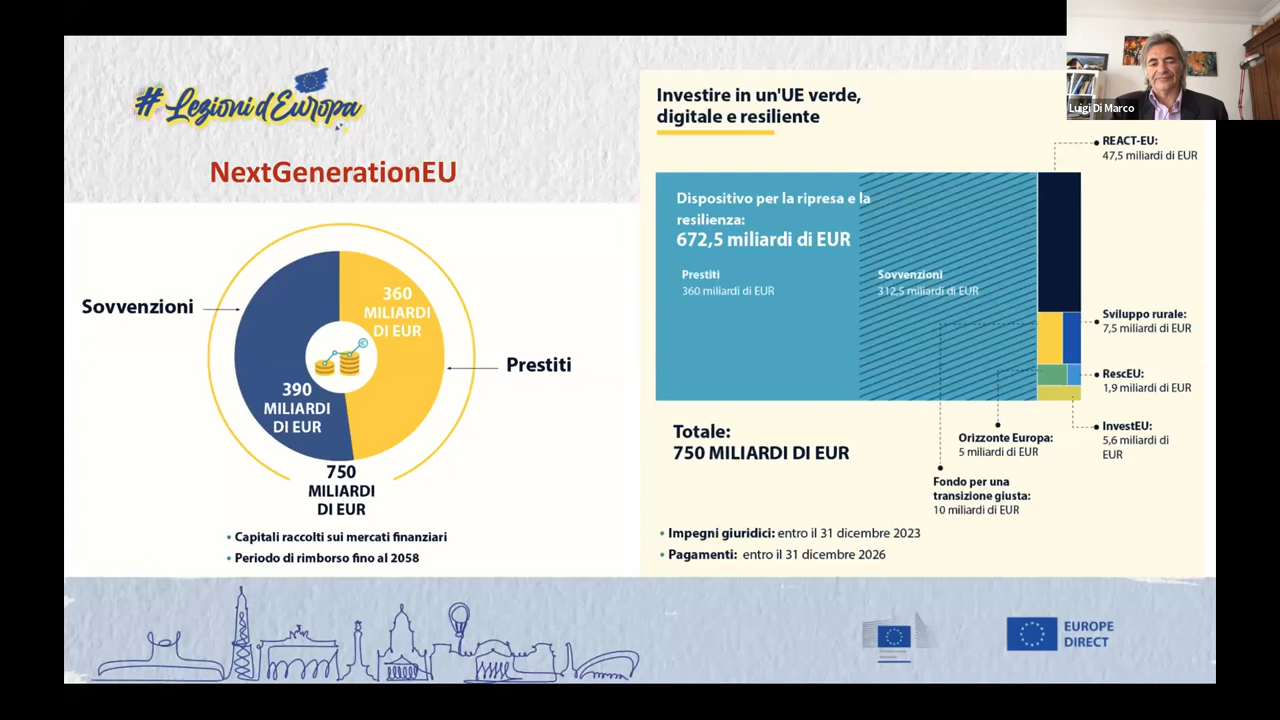 # Lezioni d'Europa
NextGenerationEU
Sovvenzioni
360
MILIARDI
DI EUR
Prestiti
390
MILIARDI
DI EUR
750
MILIARDI
DI EUR
• Capitali raccolti sui mercati finanziari
• Periodo di rimborso fino al 2058
Investire in un'UE verde,
digitale e resiliente
Luigi Di Marco
REACT-EU:
47,5 miliardi di EUR
Dispositivo per la ripresa e la
resilienza:
672,5 miliardi di EUR
Prestiti
360 miliardi di EUR
Sovvenzioni
312,5 miliardi di EUR
Sviluppo rurale:
7,5 miliardi di EUR
RescEU:
1,9 miliardi di EUR
InvestEU:
5,6 miliardi di
EUR
Orizzonte Europa:
5 miliardi di EUR
Fondo per una
transizione giusta:
10 miliardi di EUR
Totale:
750 MILIARDI DI EUR
• Impegni giuridici: entro il 31 dicembre 2023
• Pagamenti: entro il 31 dicembre 2026
EUROPE
DIRECT